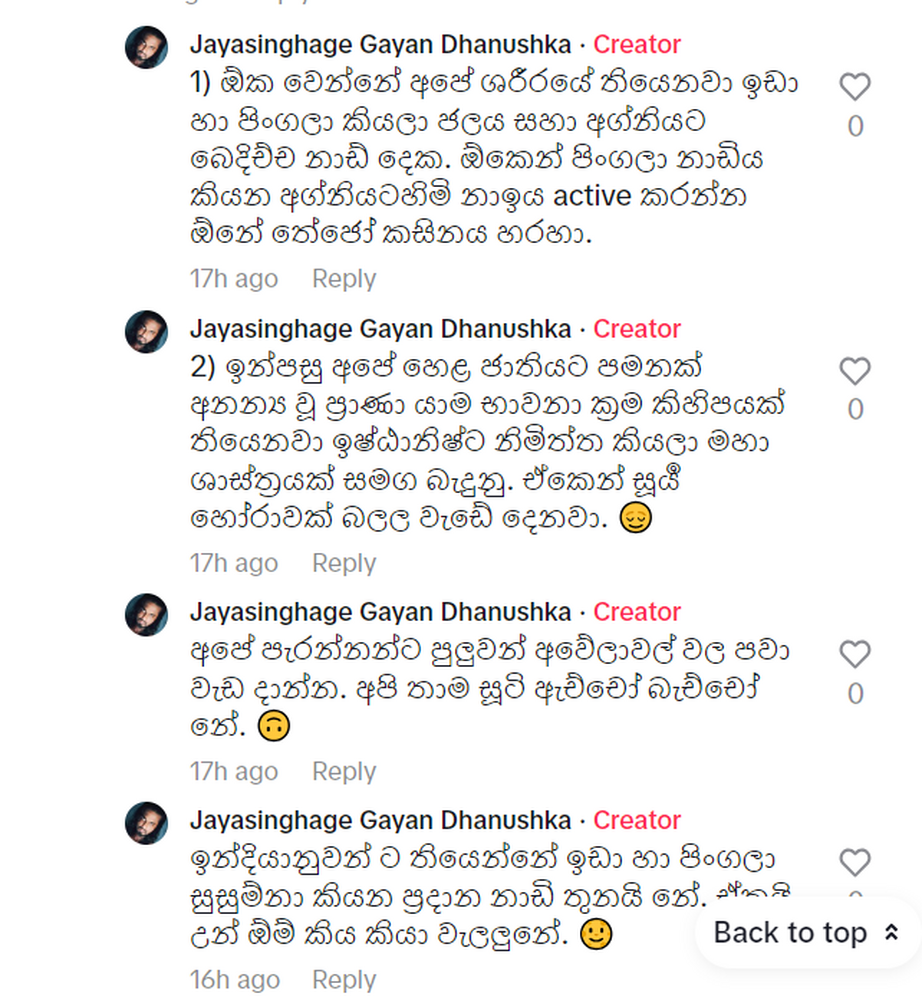 Jayasinghage Gayan Dhanushka · Creator
1) ඕක වෙන්නේ අපේ ශරීරයේ තියෙනවා ඉඩා
හා පිංගලා කියලා ජලය සහා අග්නියට
බෙදිච්ච නාඩි දෙක. ඕකෙන් පිංගලා නාඩිය
කියන අග්නියටහිමි නාඉය active කරන්න
ඕනේ තේජෝ කසිනය හරහා.
0
17h ago Reply
Jayasinghage Gayan Dhanushka · Creator
2) ඉන්පසු අපේ හෙළ ජාතියට පමනක්
අනන්‍ය වූ ප්‍රාණා යාම භාවනා ක්‍රම කිහිපයක්
තියෙනවා ඉෂ්ඨානිෂ්ට නිමිත්ත කියලා මහා
ශාස්ත්‍රයක් සමග බැදුනු. ඒකෙන් සූර්‍ය
හෝරාවක් බලල වැඩේ දෙනවා. 😔
0
17h ago Reply
Jayasinghage Gayan Dhanushka · Creator
අපේ පැරන්නන්ට පුලුවන් අවේලාවල් වල පවා
වැඩ දාන්න. අපි තාම සූටි ඇච්චෝ බැච්චෝ
නේ. 🙃
0
17h ago Reply
Jayasinghage Gayan Dhanushka · Creator
ඉන්දියානුවන් ට තියෙන්නේ ඉඩා හා පිංගලා
සුසුම්නා කියන ප්‍රදාන නාඩි තුනයි නේ.
උන් ඕම් කිය කියා වැලලුනේ. 🙂
Back to top
16h ago Reply